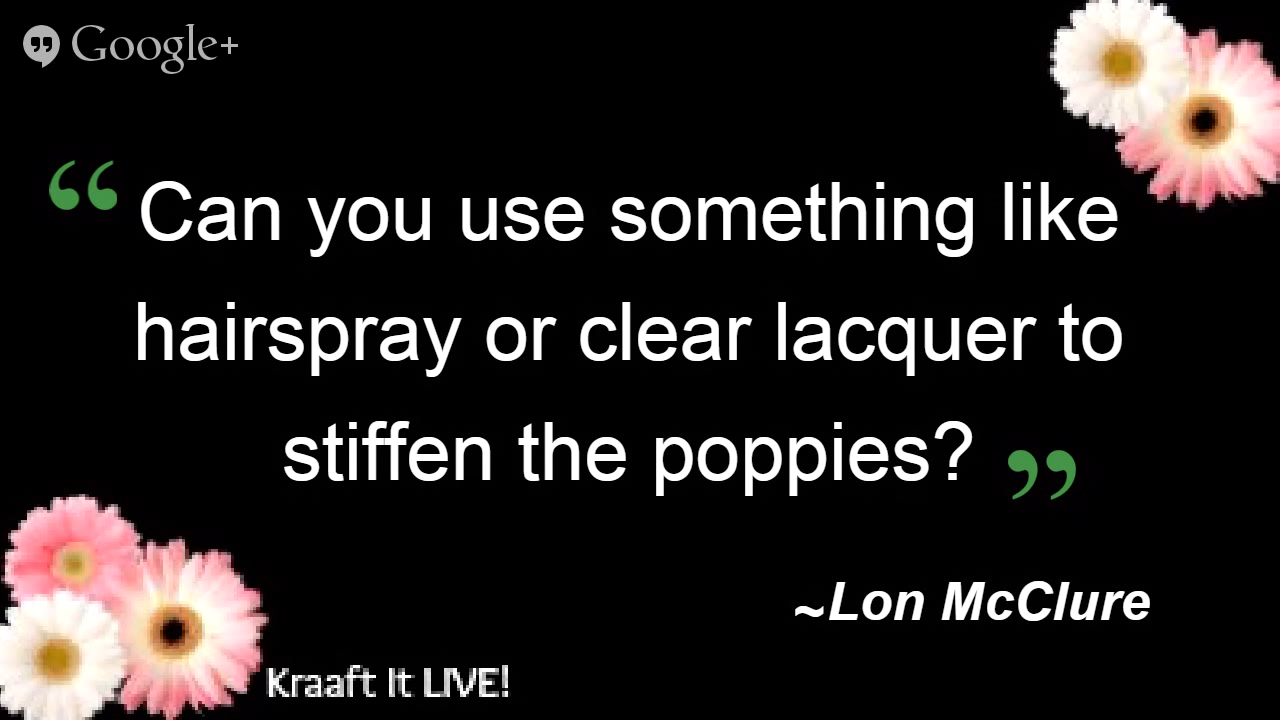 Google+
“ Can you use something like
hairspray or clear lacquer to
stiffen the poppies? ”
~Lon McClure
Kraaft It LIVE!